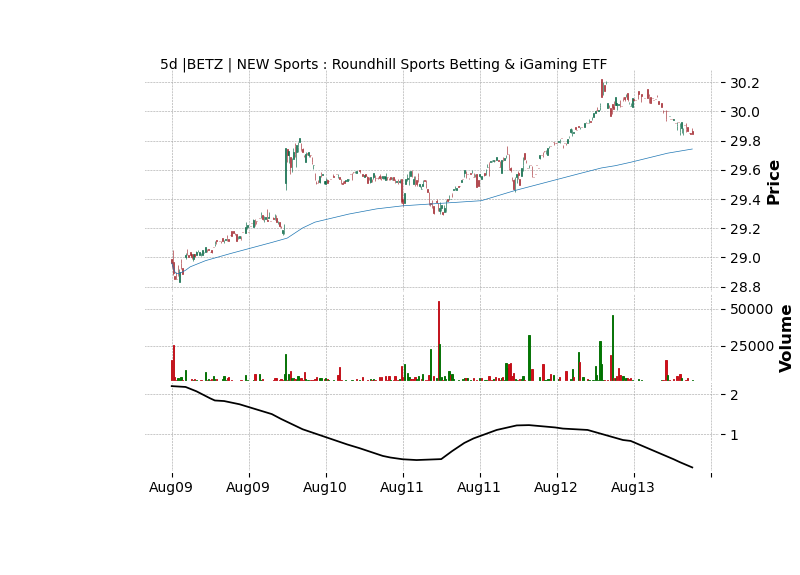 5d |BETZ | NEW Sports : Roundhill Sports Betting & iGaming ETF
30.2
30.0
29.8
29.6
29.4
29.2
29.0
28.8
Price
50000
25000
Volume
2
1
Aug09
Aug09
Aug10
Aug11
Aug11
Aug12
Aug13